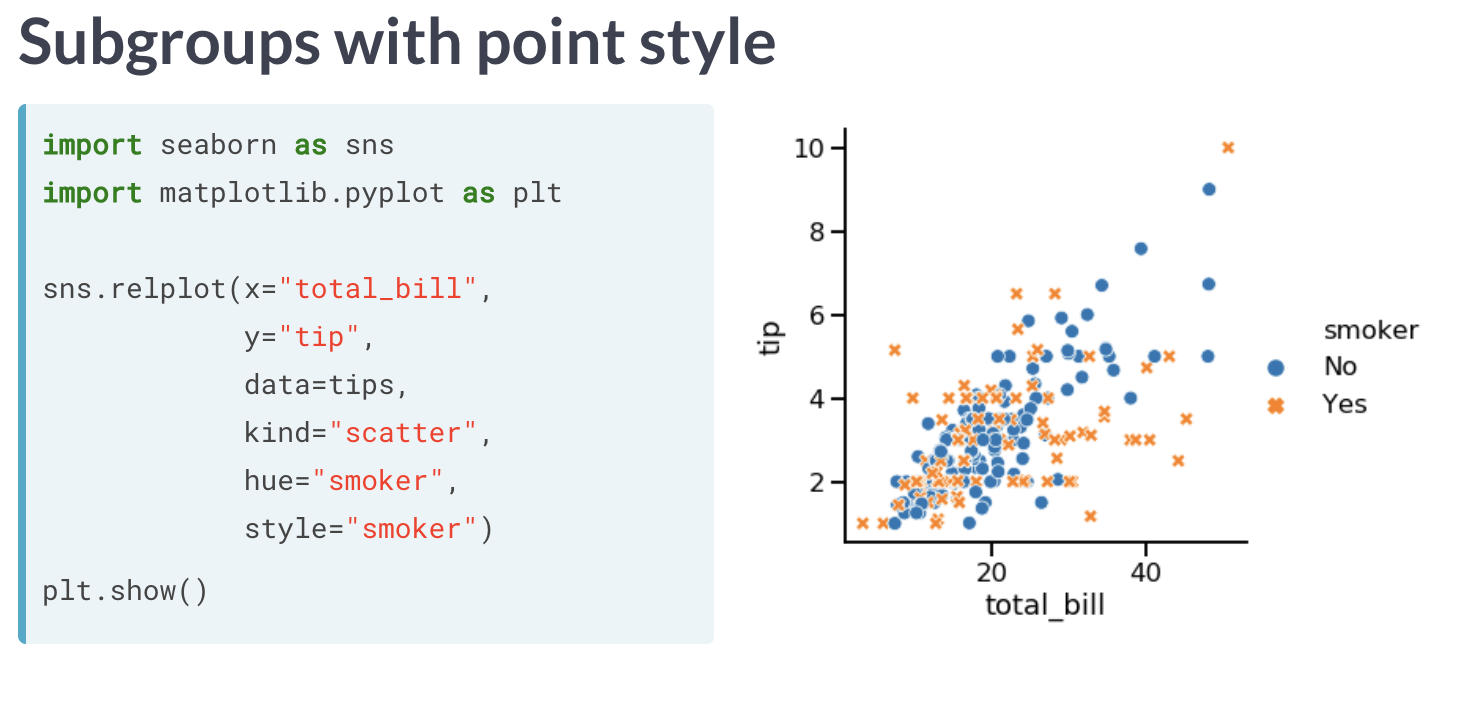 Subgroups with point style
import seaborn as sns
import matplotlib.pyplot as plt
sns.relplot(x="total_bill",
            y="tip",
            data=tips,
            kind="scatter",
            hue="smoker",
            style="smoker")
plt.show()
10
8
6
4
2
tip
20 40
total_bill
smoker
No
Yes